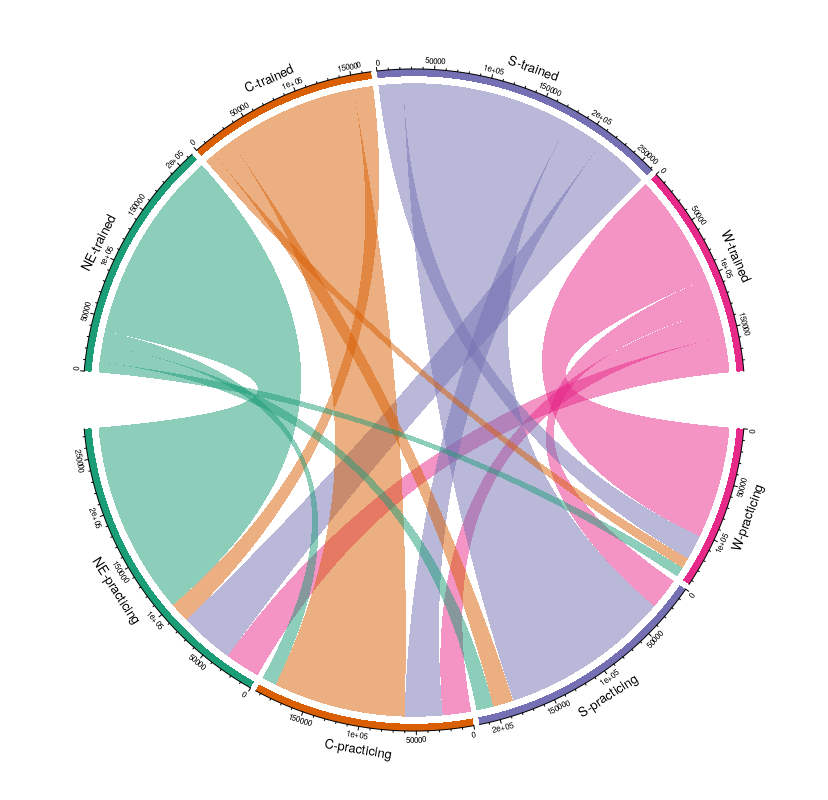 C-trained
0
50000
1e+05
150000
S-trained
0
50000
1e+05
150000
2e+05
250000
W-trained
0
50000
1e+05
150000
W-practicing
0
50000
1e+05
S-practicing
0
50000
1e+05
150000
2e+05
C-practicing
0
50000
1e+05
150000
NE-practicing
0
50000
1e+05
150000
2e+05
250000
NE-trained
0
50000
1e+05
150000
2e+05